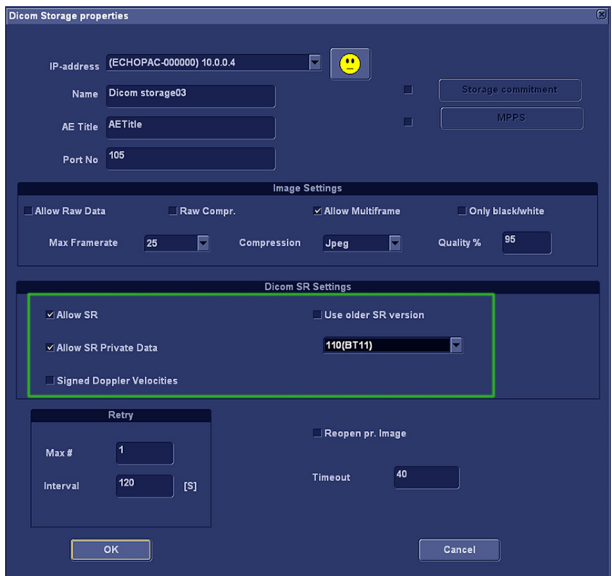 Dicom Storage properties
IP-address (ECHOPAC-000000) 10.0.0.4
Name Dicom storage03 Storage commitment
AE Title AETitle MPPS
Port No 105
Image Settings
Allow Raw Data Raw Compr. Allow Multiframe Only black/white
Max Framerate 25 Compression Jpeg Quality % 95
Dicom SR Settings
Allow SR Use older SR version
Allow SR Private Data 110(BT11)
Signed Doppler Velocities
Retry
Reopen pr. Image
Max # 1
Timeout 40
Interval 120 [S]
OK Cancel